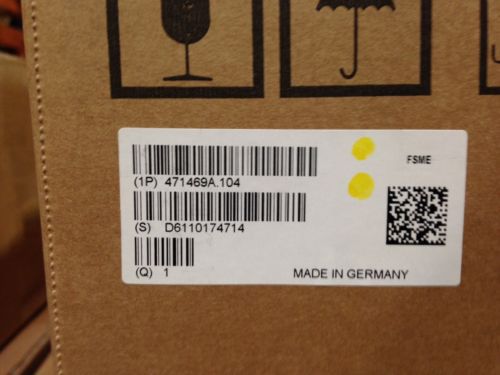 FSME
(1P) 471469A.104
(S) D6110174714
(Q) 1
MADE IN GERMANY